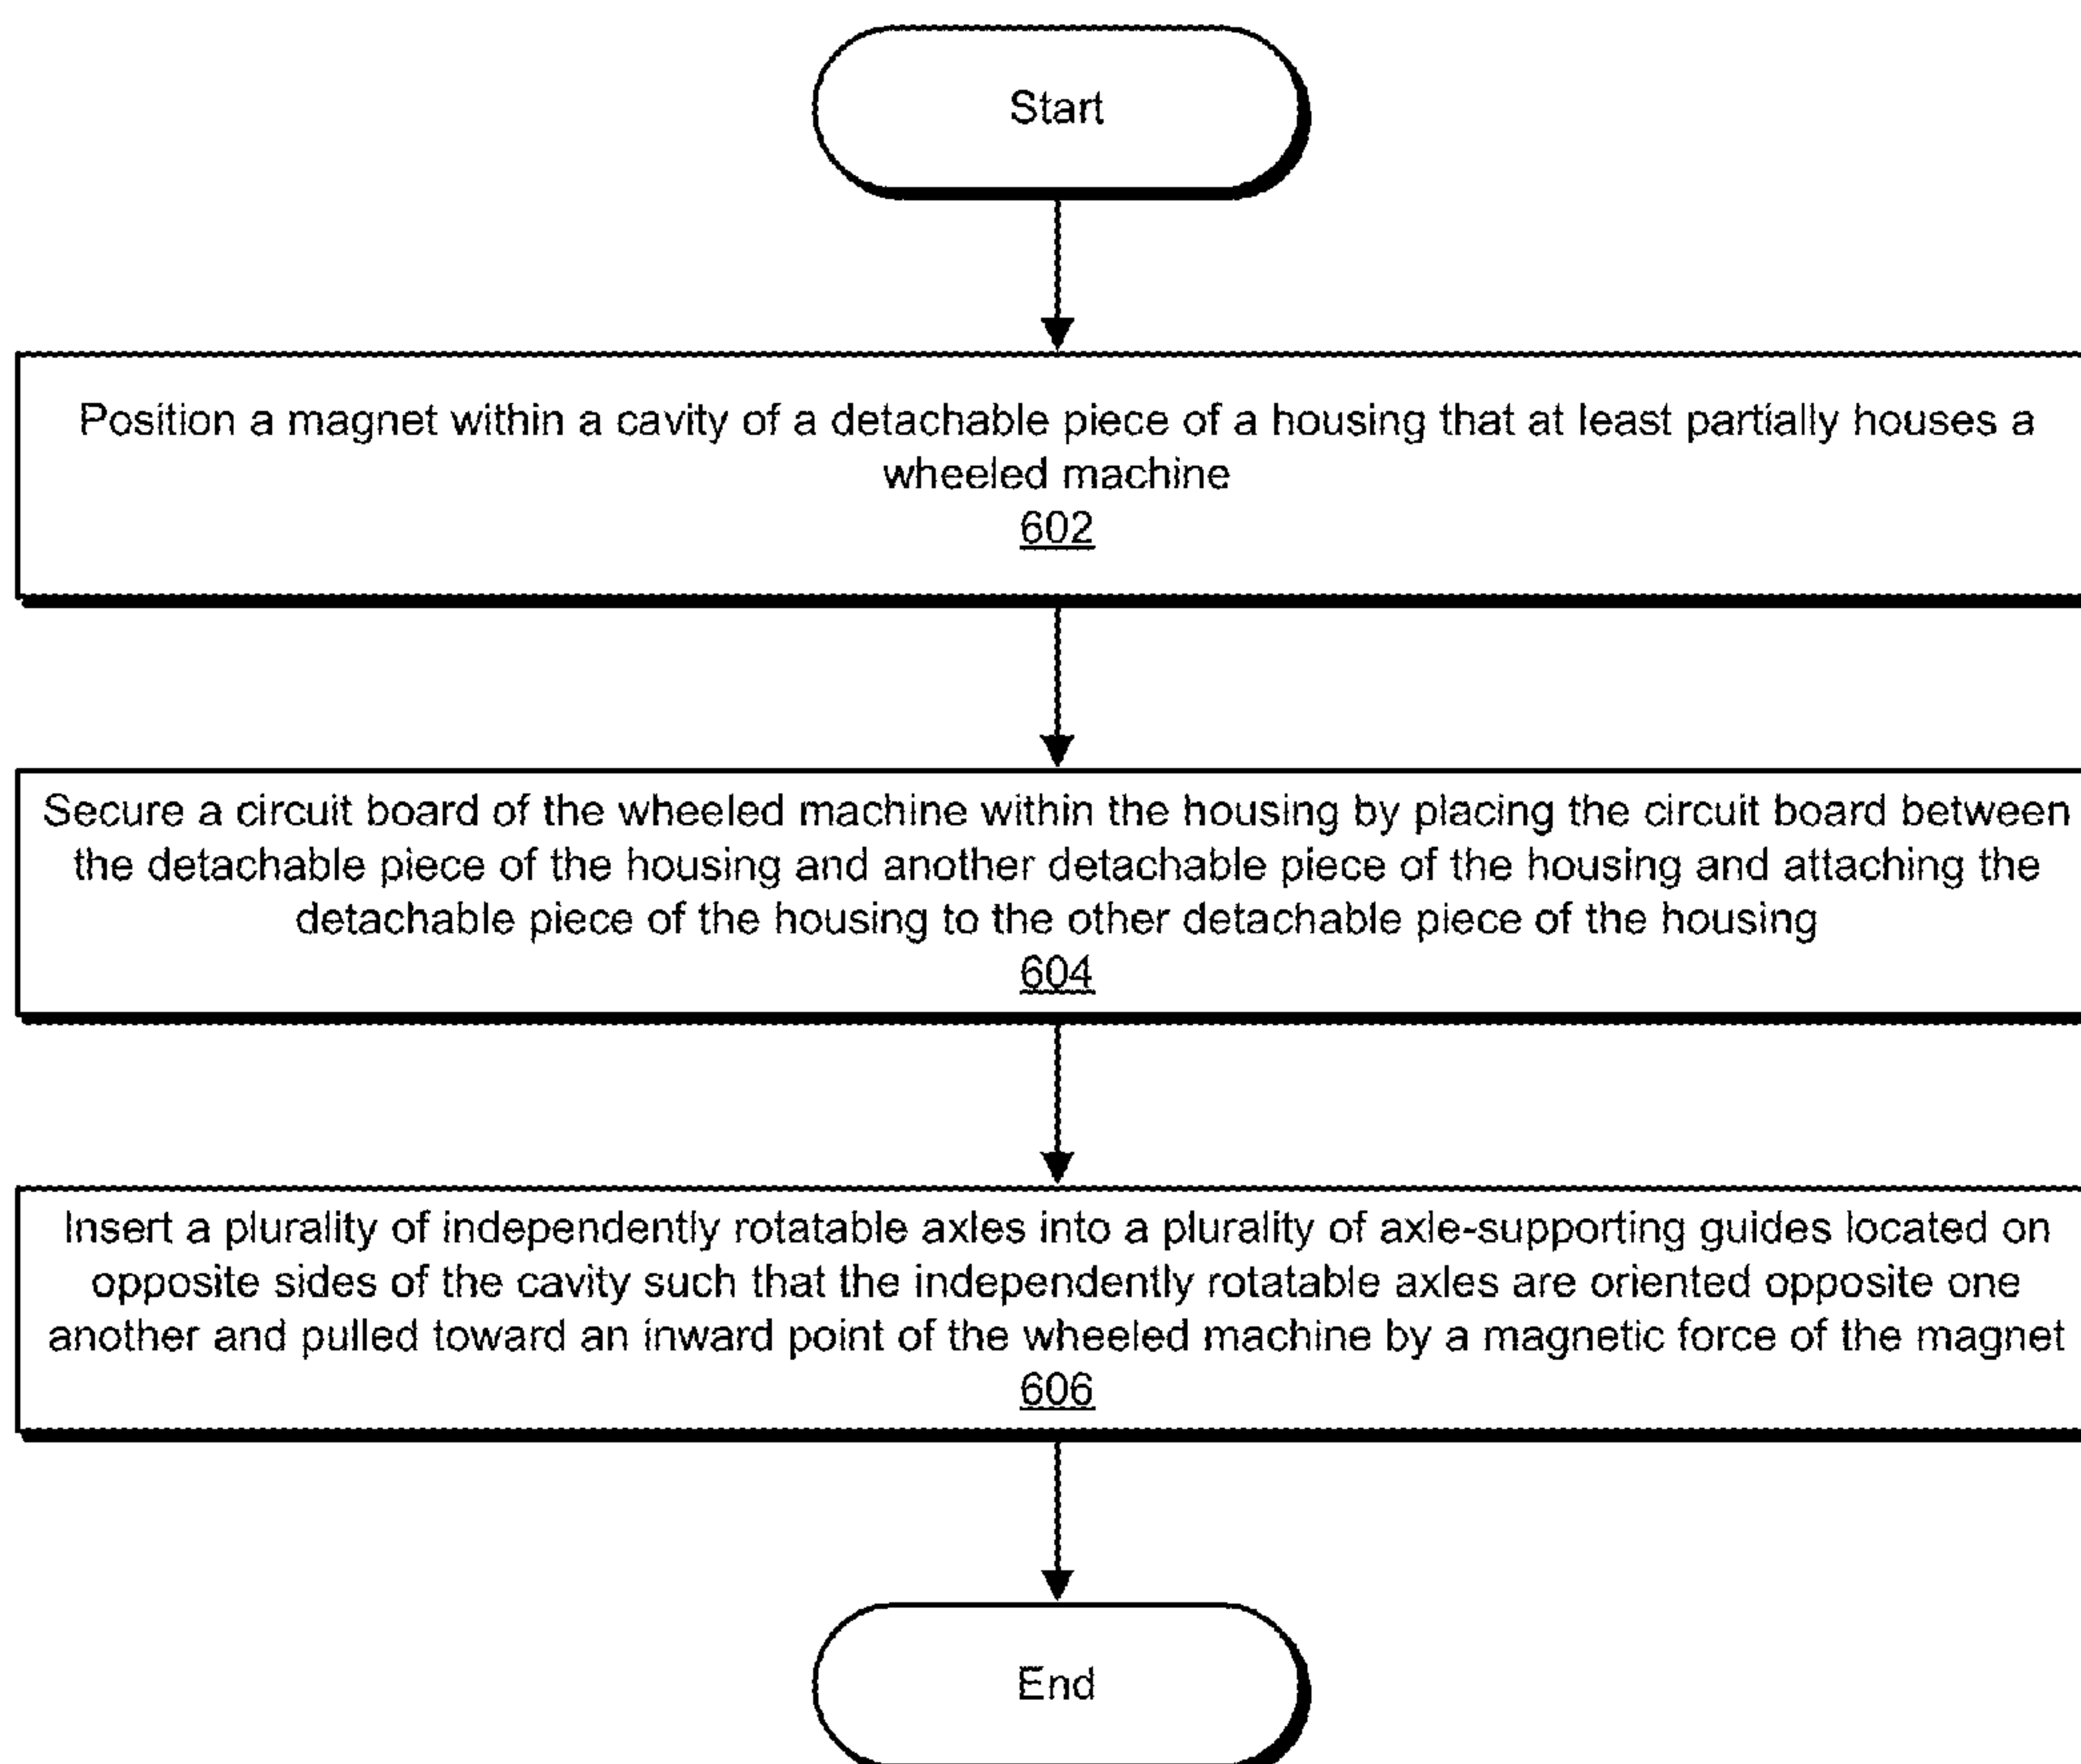 Start
Position a magnet within a cavity of a detachable piece of a housing that at least partially houses a
wheeled machine
602
Secure a circuit board of the wheeled machine within the housing by placing the circuit board between
the detachable piece of the housing and another detachable piece of the housing and attaching the
detachable piece of the housing to the other detachable piece of the housing
604
Insert a plurality of independently rotatable axles into a plurality of axle-supporting guides located on
opposite sides of the cavity such that the independently rotatable axles are oriented opposite one
another and pulled toward an inward point of the wheeled machine by a magnetic force of the magnet
606
End